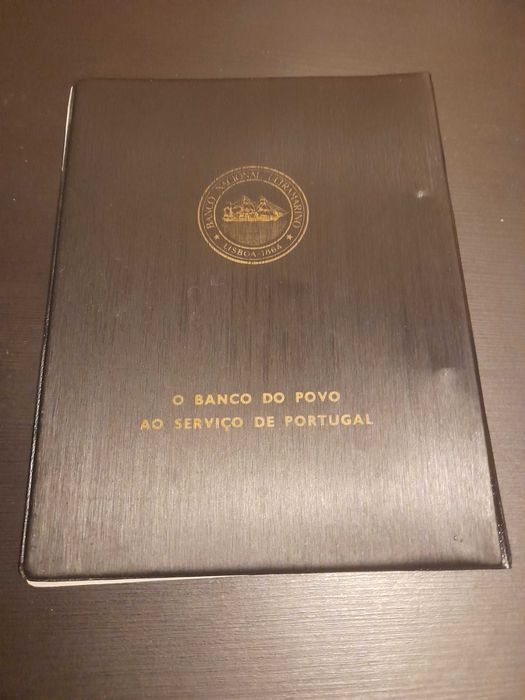 BANCO NACIONAL ULTRAMARINO
LISBOA-1864
O BANCO DO POVO
AO SERVIÇO DE PORTUGAL